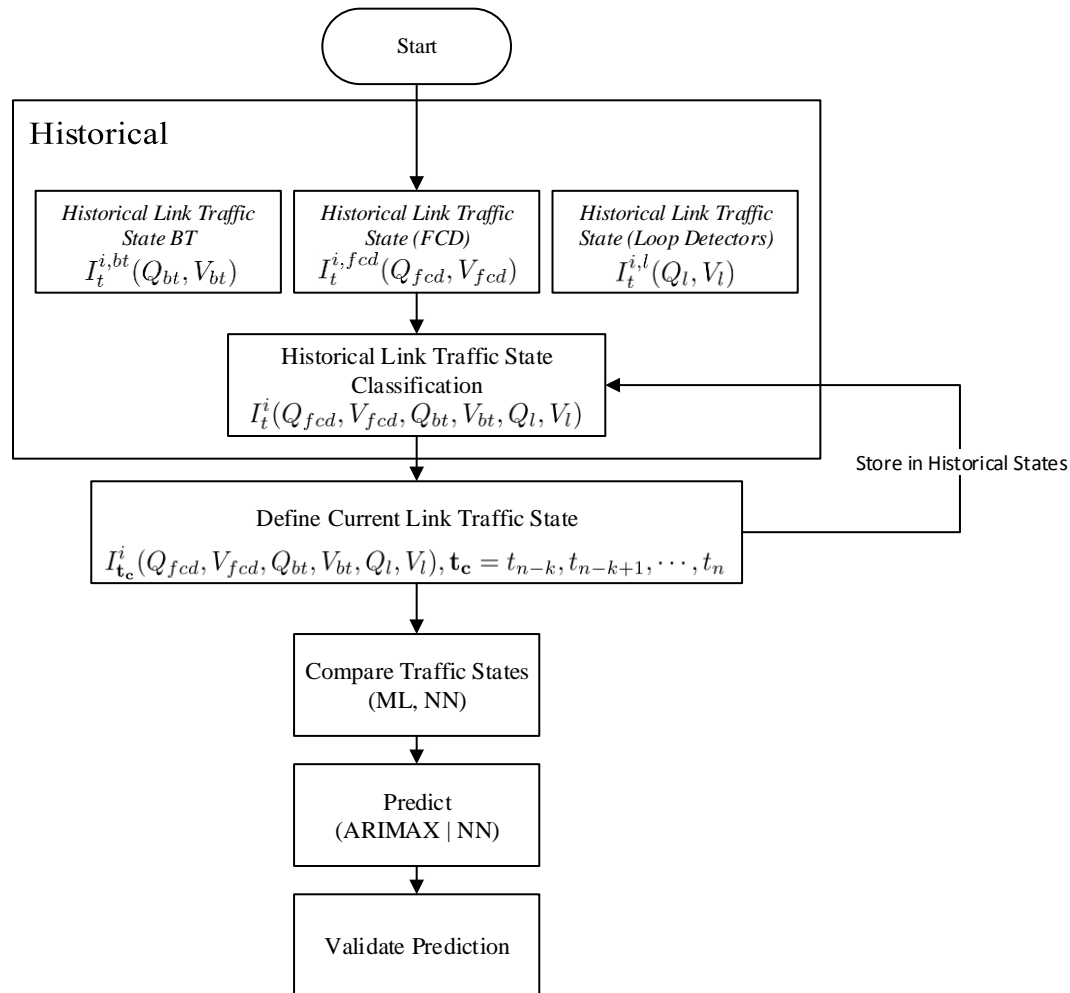 Start
Historical
Historical Link Traffic
State BT
$I_t^{i,bt}(Q_{bt}, V_{bt})$
Historical Link Traffic
State (FCD)
$I_t^{i,fcd}(Q_{fcd}, V_{fcd})$
Historical Link Traffic
State (Loop Detectors)
$I_t^{i,l}(Q_l, V_l)$
Historical Link Traffic State
Classification
$I_t^i(Q_{fcd}, V_{fcd}, Q_{bt}, V_{bt}, Q_l, V_l)$
Store in Historical States
Define Current Link Traffic State
$I_{\mathbf{t_c}}^i(Q_{fcd}, V_{fcd}, Q_{bt}, V_{bt}, Q_l, V_l), \mathbf{t_c} = t_{n-k}, t_{n-k+1}, \cdots, t_n$
Compare Traffic States
(ML, NN)
Predict
(ARIMAX | NN)
Validate Prediction